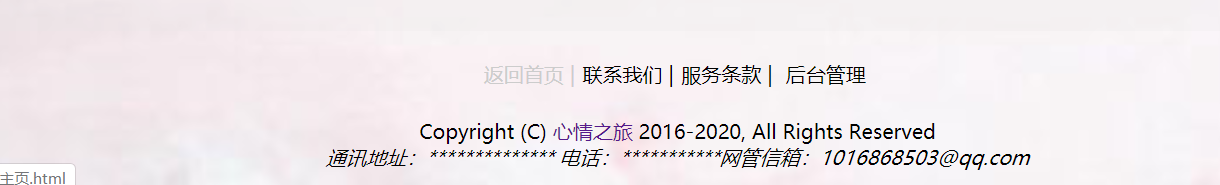 返回首页 | 联系我们 | 服务条款 | 后台管理
Copyright (C) 心情之旅 2016-2020, All Rights Reserved
通讯地址：************** 电话：***********网管信箱：1016868503@qq.com
主页.html